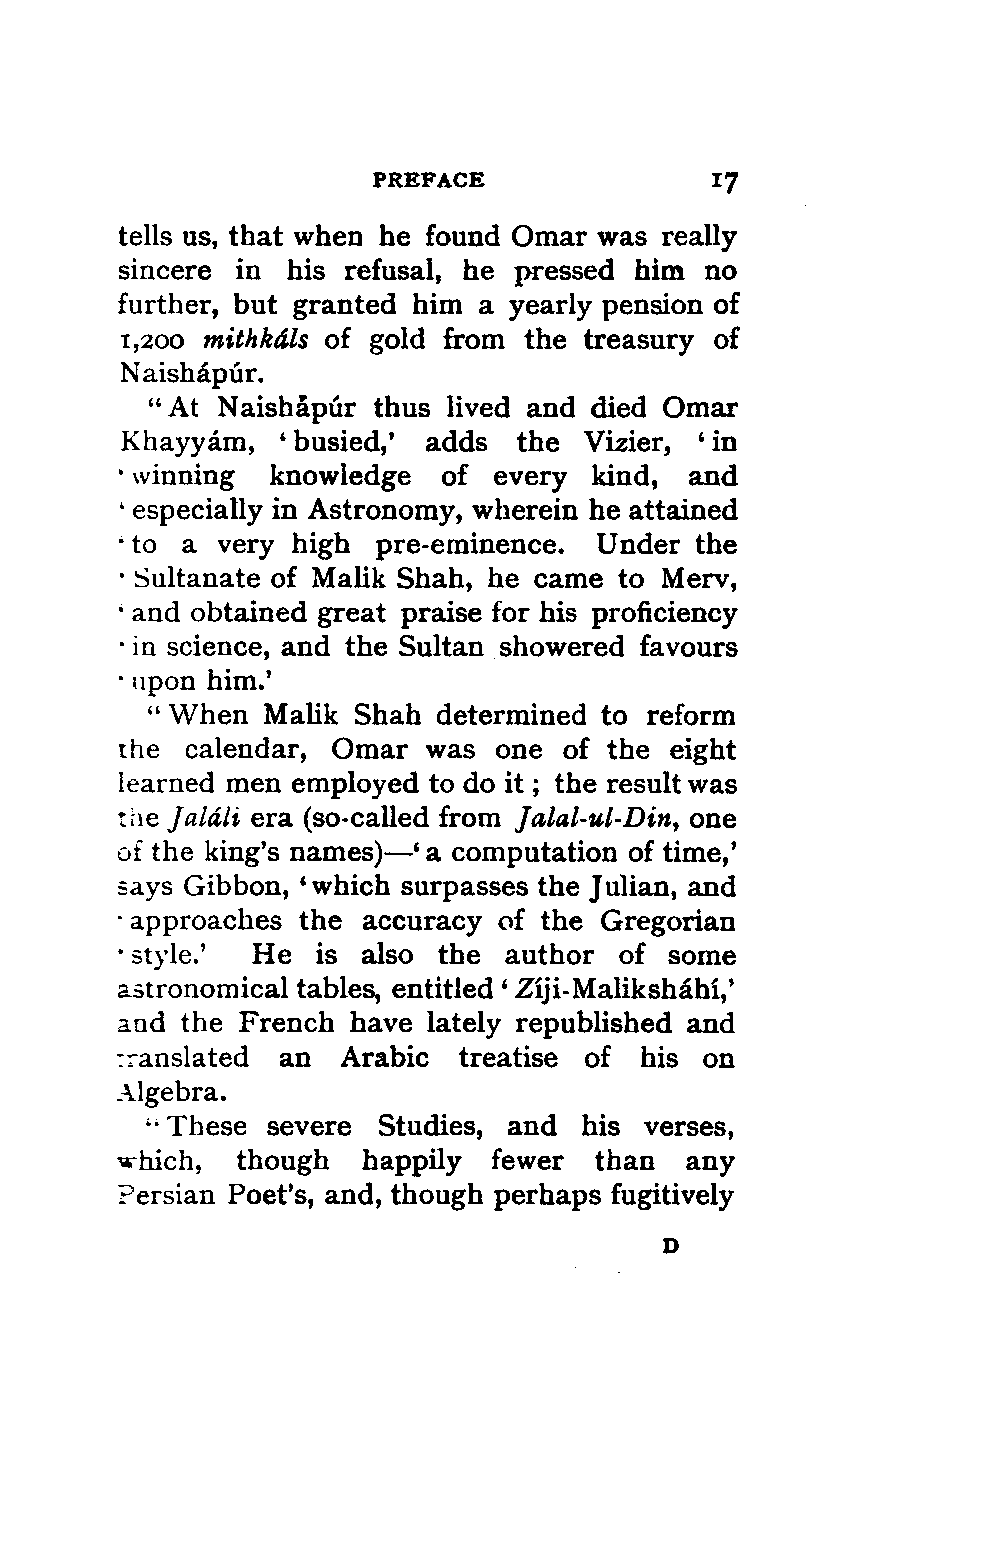 PREFACE 17
tells us, that when he found Omar was really
sincere in his refusal, he pressed him no
further, but granted him a yearly pension of
1,200 mithkáls of gold from the treasury of
Naishápúr.
“At Naishápúr thus lived and died Omar
Khayyám, ‘busied,’ adds the Vizier, ‘in
‘winning knowledge of every kind, and
‘especially in Astronomy, wherein he attained
‘to a very high pre-eminence. Under the
‘Sultanate of Malik Shah, he came to Merv,
‘and obtained great praise for his proficiency
‘in science, and the Sultan showered favours
‘upon him.’
“When Malik Shah determined to reform
the calendar, Omar was one of the eight
learned men employed to do it; the result was
the Jaláli era (so-called from Jalal-ul-Din, one
of the king’s names)—‘a computation of time,’
says Gibbon, ‘which surpasses the Julian, and
‘approaches the accuracy of the Gregorian
‘style.’ He is also the author of some
astronomical tables, entitled ‘Zíji-Maliksháhí,’
and the French have lately republished and
translated an Arabic treatise of his on
Algebra.
“These severe Studies, and his verses,
which, though happily fewer than any
Persian Poet’s, and, though perhaps fugitively
D